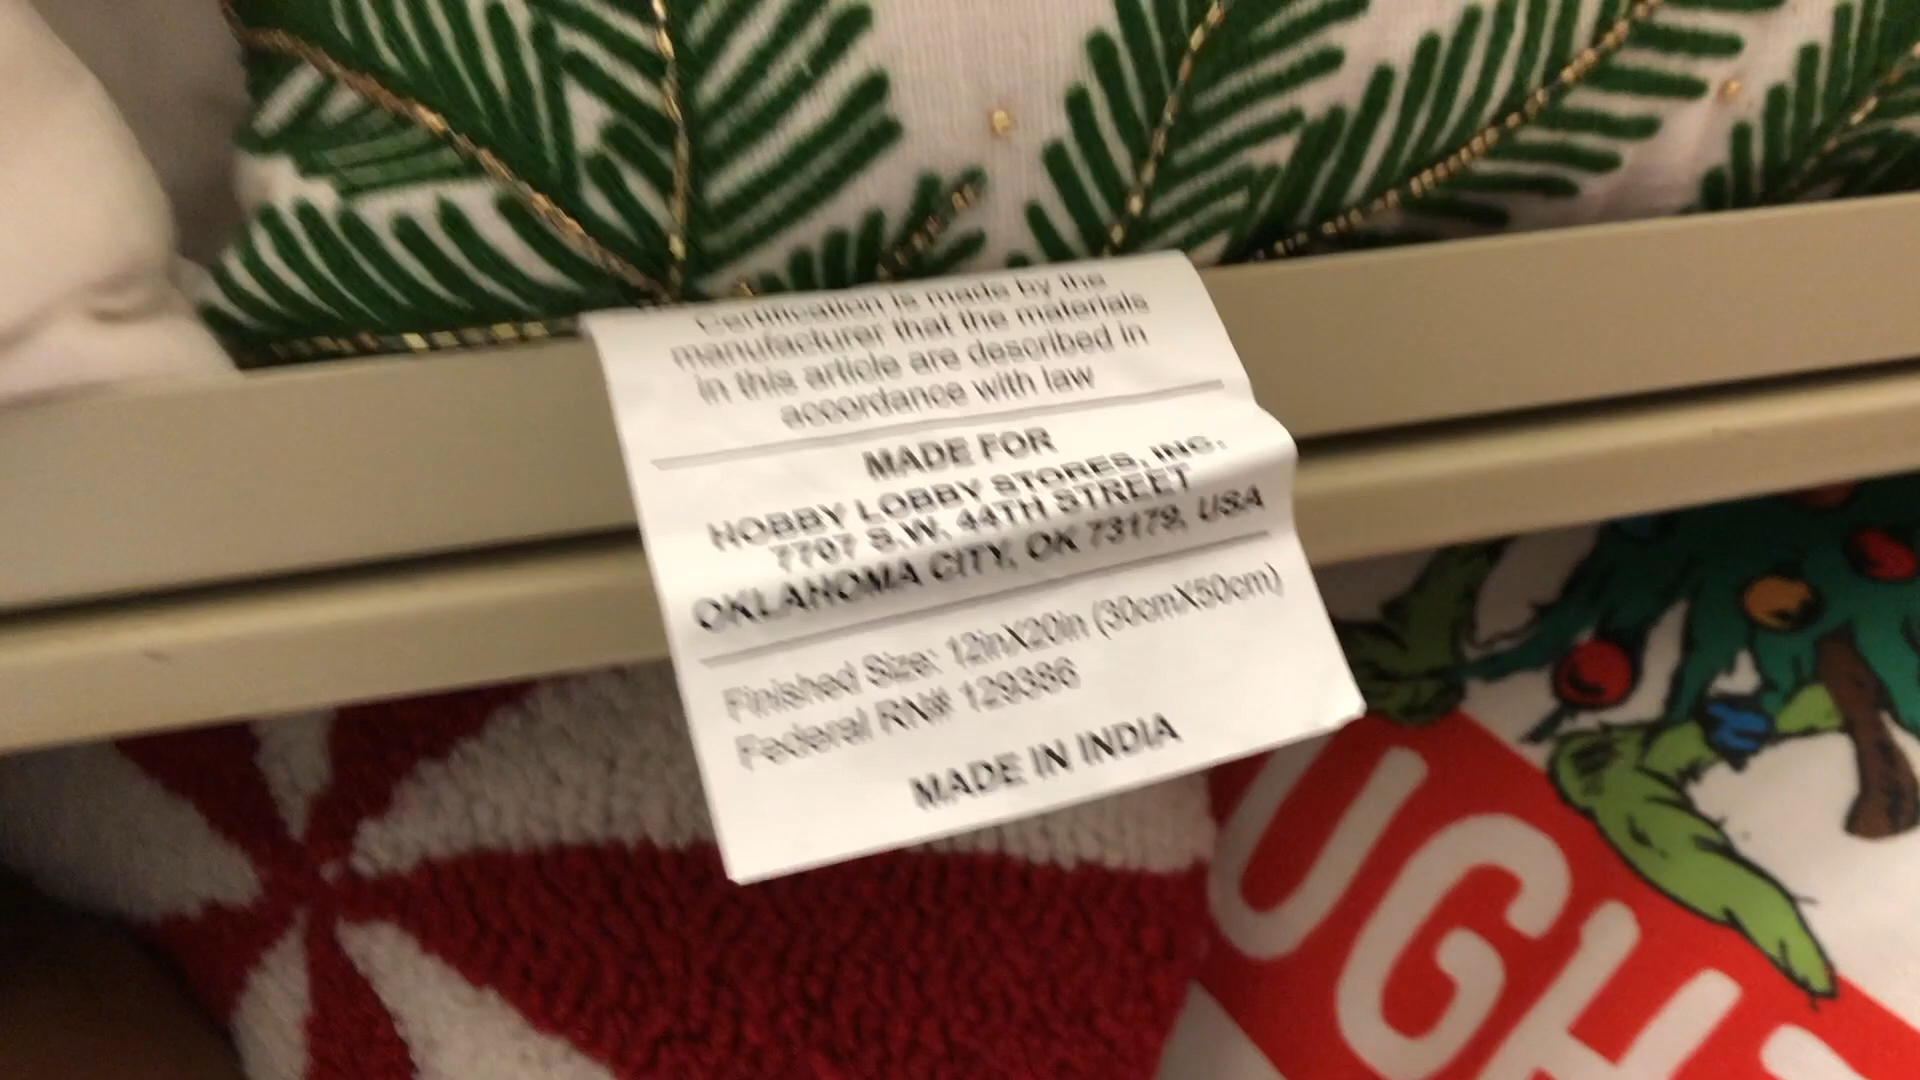 Certification is made by the
manufacturer that the materials
in this article are described in
accordance with law
MADE FOR
HOBBY LOBBY STORES, INC.
7707 S.W. 44TH STREET
OKLAHOMA CITY, OK 73179, USA
Finished Size: 12inX20in (30cmX50cm)
Federal RN# 129386
MADE IN INDIA
UGH